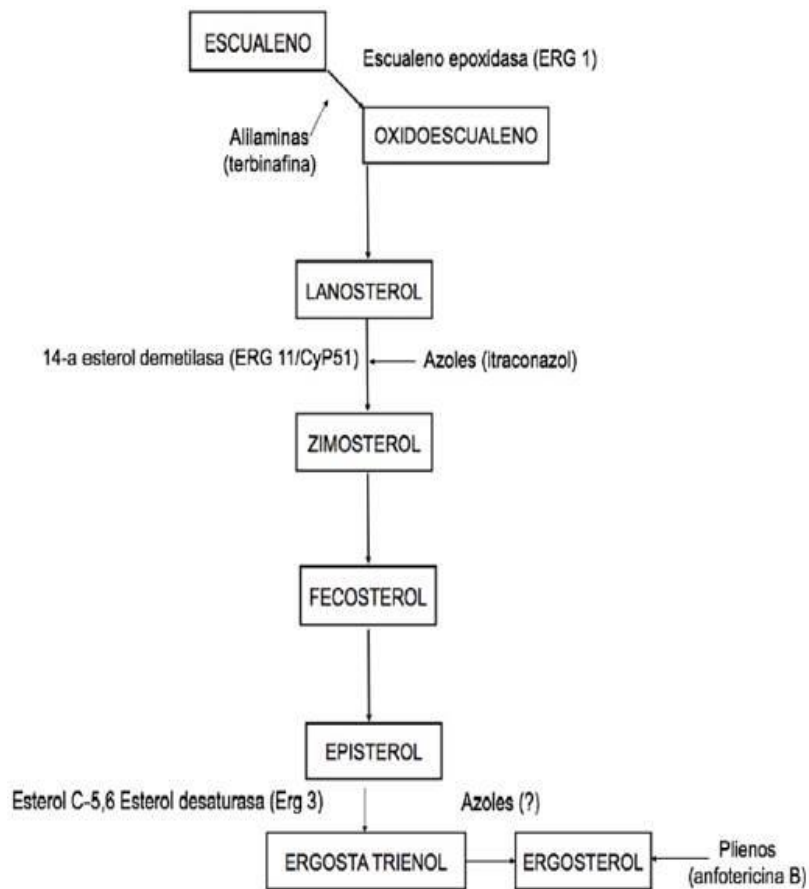 ESCUALENO
Escualeno epoxidasa (ERG 1)
Alilaminas
(terbinafina)
OXIDOESCUALENO
LANOSTEROL
14-a esterol demetilasa (ERG 11/CyP51)
Azoles (itraconazol)
ZIMOSTEROL
FECOSTEROL
EPISTEROL
Esterol C-5,6 Esterol desaturasa (Erg 3)
Azoles (?)
ERGOSTA TRIENOL
ERGOSTEROL
Plienos
(anfotericina B)